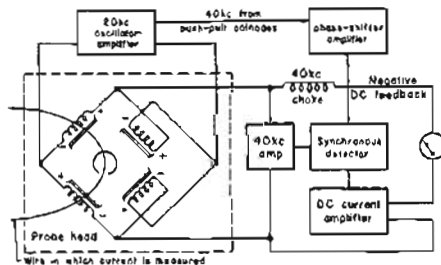 20kc
oscillator
amplifier
40kc from
push-pull cathodes
phase-shifter
amplifier
40kc
choke
Negative
DC feedback
40kc
amp
Synchronous
detector
DC current
amplifier
Probe head
Wire in which current is measured